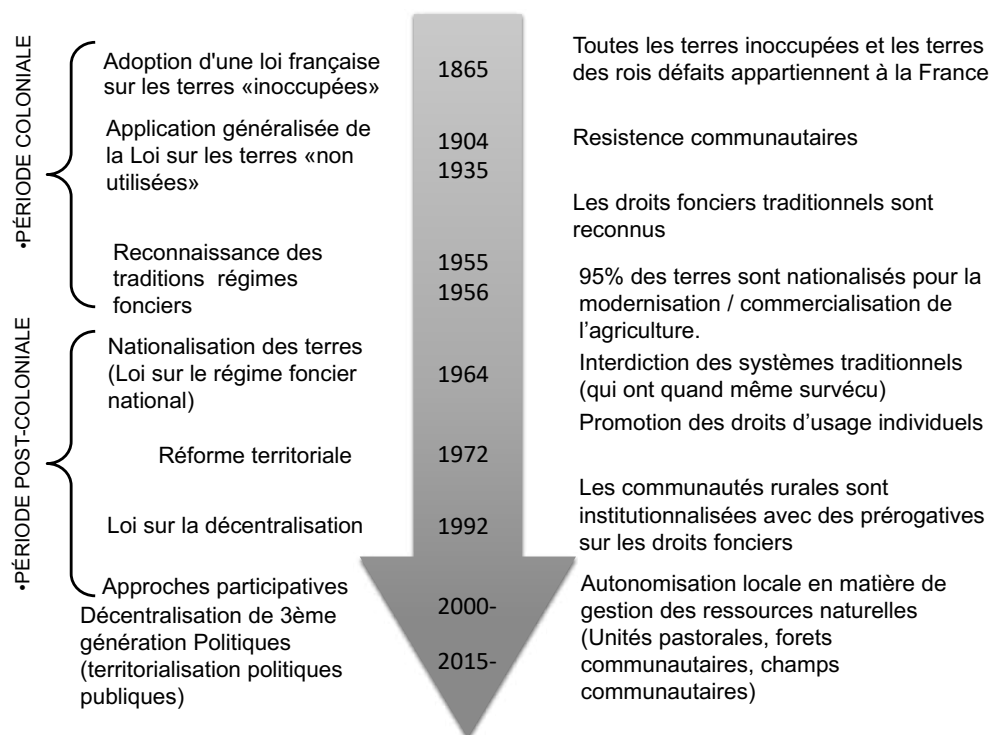 •PÉRIODE COLONIALE
Adoption d'une loi française
sur les terres «inoccupées»
1865
Toutes les terres inoccupées et les terres
des rois défaits appartiennent à la France
Application généralisée de
la Loi sur les terres «non
utilisées»
1904
1935
Resistence communautaires
Reconnaissance des
traditions régimes
fonciers
1955
1956
Les droits fonciers traditionnels sont
reconnus
95% des terres sont nationalisés pour la
modernisation / commercialisation de
l’agriculture.
•PÉRIODE POST-COLONIALE
Nationalisation des terres
(Loi sur le régime foncier
national)
1964
Interdiction des systèmes traditionnels
(qui ont quand même survécu)
Promotion des droits d’usage individuels
Réforme territoriale
1972
Loi sur la décentralisation
1992
Les communautés rurales sont
institutionnalisées avec des prérogatives
sur les droits fonciers
Approches participatives
Décentralisation de 3ème
génération Politiques
(territorialisation politiques
publiques)
2000-
2015-
Autonomisation locale en matière de
gestion des ressources naturelles
(Unités pastorales, forets
communautaires, champs
communautaires)